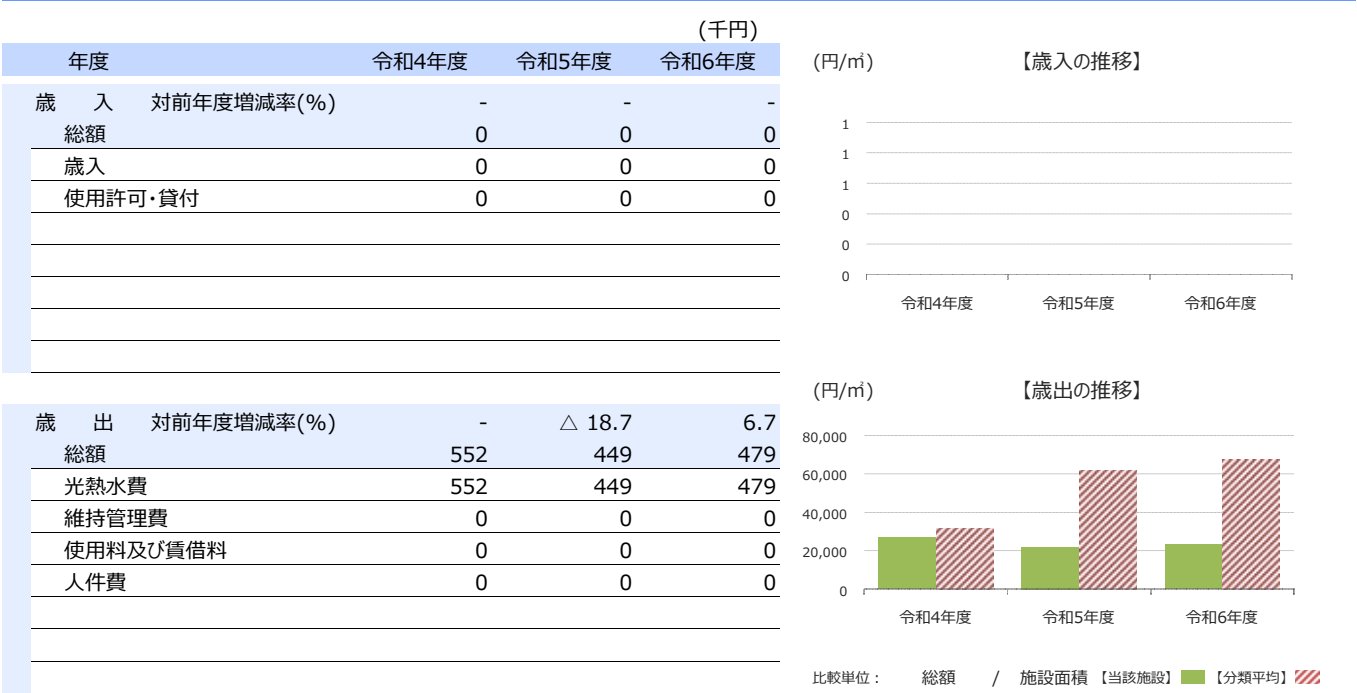 (千円)
年度 令和4年度 令和5年度 令和6年度
歳 入 対前年度増減率(%) - - -
総額 0 0 0
歳入 0 0 0
使用許可・貸付 0 0 0
歳 出 対前年度増減率(%) - △ 18.7 6.7
総額 552 449 479
光熱水費 552 449 479
維持管理費 0 0 0
使用料及び賃借料 0 0 0
人件費 0 0 0
(円/㎡) 【歳入の推移】
1
1
1
0
0
0
令和4年度 令和5年度 令和6年度
(円/㎡) 【歳出の推移】
80,000
60,000
40,000
20,000
0
令和4年度 令和5年度 令和6年度
比較単位： 総額 / 施設面積 【当該施設】 【分類平均】